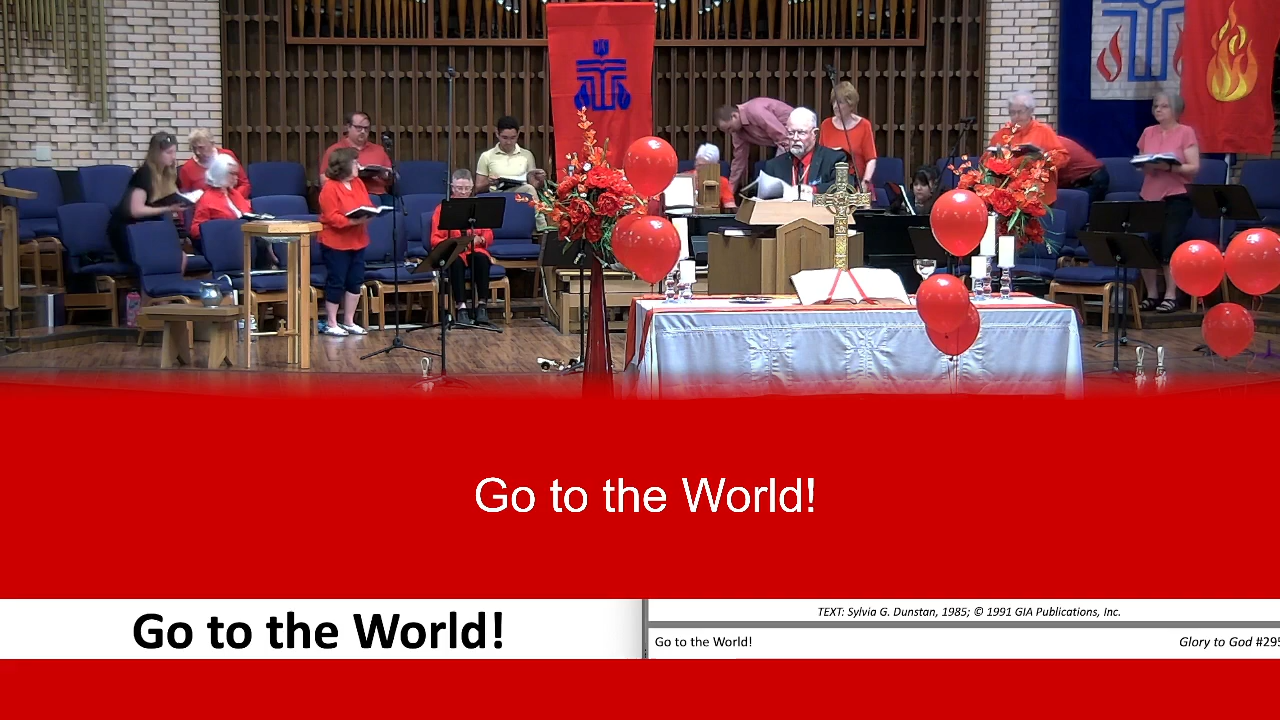 Go to the World!
Go to the World!
TEXT: Sylvia G. Dunstan, 1985; © 1991 GIA Publications, Inc.
Go to the World!
Glory to God #295